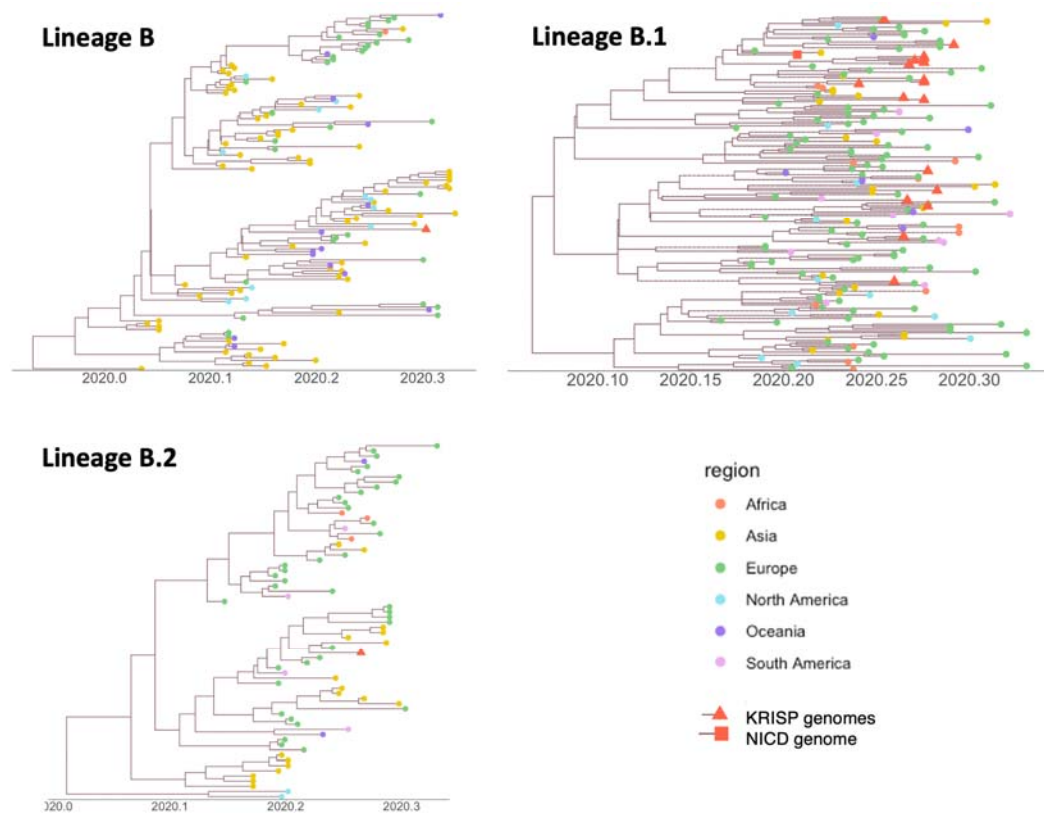 Lineage B
2020.0 2020.1 2020.2 2020.3
Lineage B.1
2020.10 2020.15 2020.20 2020.25 2020.30
Lineage B.2
2020.0 2020.1 2020.2 2020.3
region
Africa
Asia
Europe
North America
Oceania
South America
KRISP genomes
NICD genome